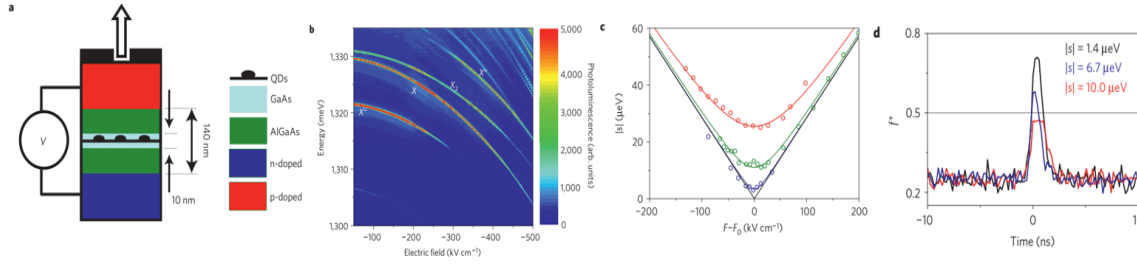 a
V
140 nm
10 nm
QDs
GaAs
AlGaAs
n-doped
p-doped
b
1,330
1,320
1,310
1,300
Energy (meV)
X⁻
X
X₂
X⁺
-100
-200
-300
-400
-500
Electric field (kV cm⁻¹)
5,000
4,000
3,000
2,000
1,000
0
Photoluminescence (arb. units)
c
60
40
20
0
|s| (µeV)
-200
-100
0
100
200
F–F₀ (kV cm⁻¹)
d
0.8
0.5
0.2
f⁺
|s| = 1.4 µeV
|s| = 6.7 µeV
|s| = 10.0 µeV
-10
0
Time (ns)